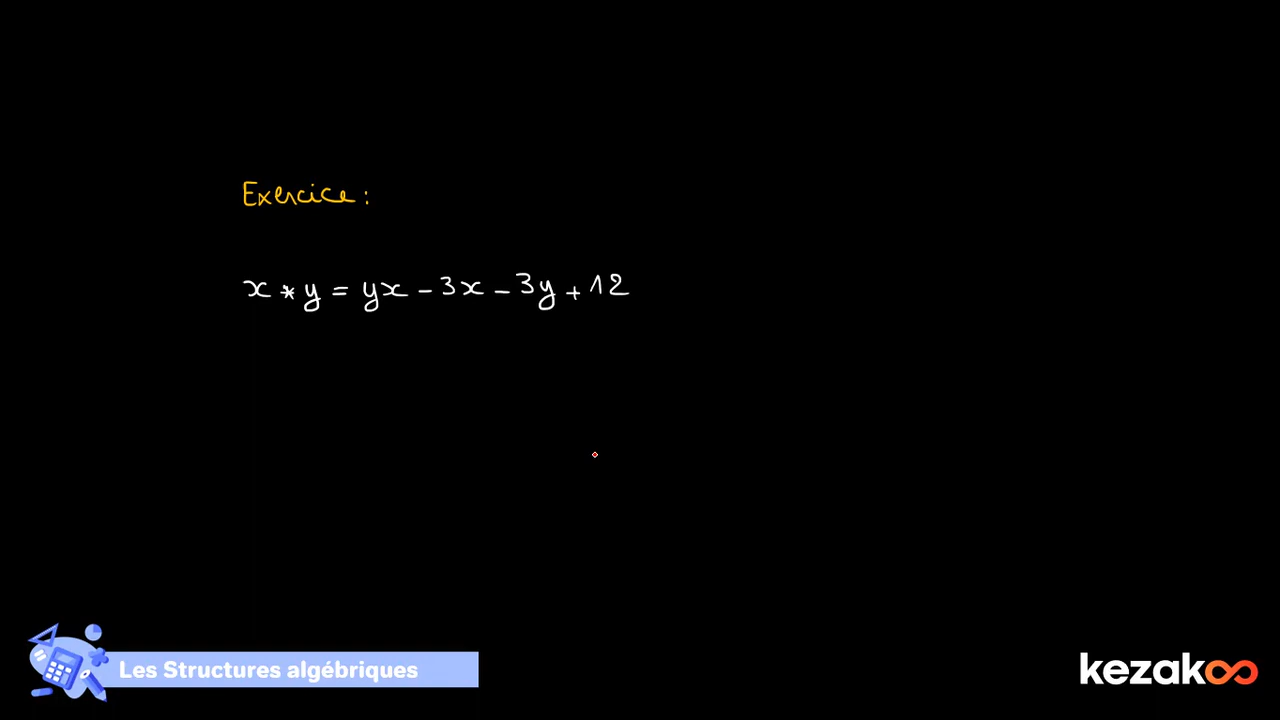 Exercice :
x * y = yx - 3x - 3y + 12
Les Structures algébriques
kezakoo